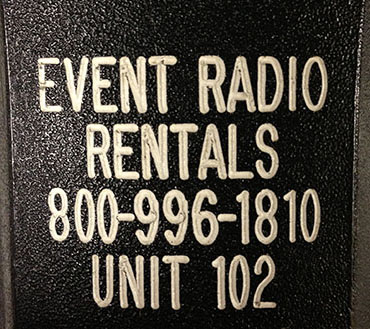 EVENT RADIO
RENTALS
800-996-1810
UNIT 102